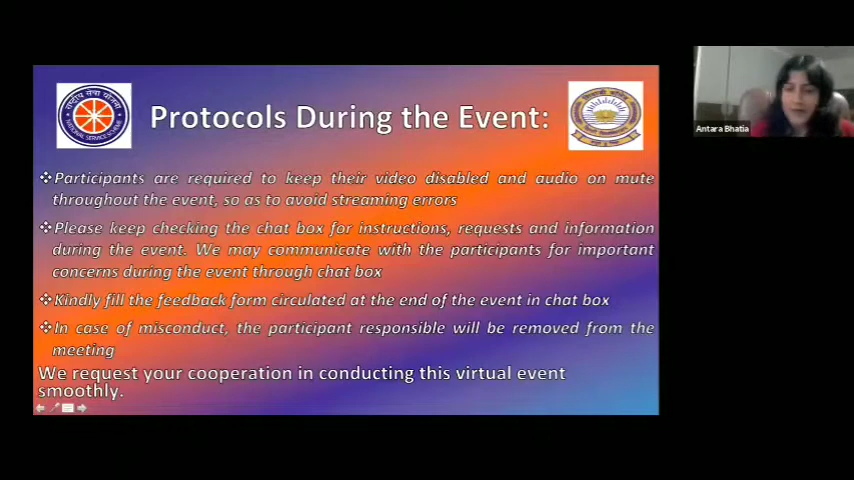 राष्ट्रीय सेवा योजना
NATIONAL SERVICE SCHEME
Protocols During the Event:
Participants are required to keep their video disabled and audio on mute
throughout the event, so as to avoid streaming errors
Please keep checking the chat box for instructions, requests and information
during the event. We may communicate with the participants for important
concerns during the event through chat box
Kindly fill the feedback form circulated at the end of the event in chat box
In case of misconduct, the participant responsible will be removed from the
meeting
We request your cooperation in conducting this virtual event
smoothly.
Antara Bhatia